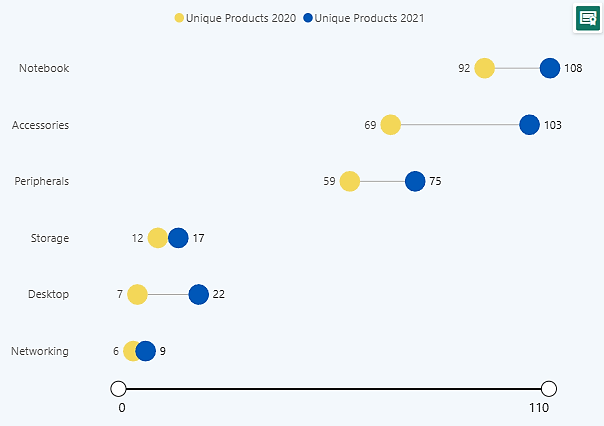 Unique Products 2020 Unique Products 2021
Notebook 92 108
Accessories 69 103
Peripherals 59 75
Storage 12 17
Desktop 7 22
Networking 6 9
0 110